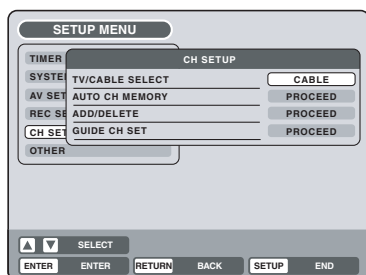 SETUP MENU
TIMER
CH SETUP
SYSTE
TV/CABLE SELECT CABLE
AV SET
AUTO CH MEMORY PROCEED
REC SE
ADD/DELETE PROCEED
CH SET
GUIDE CH SET PROCEED
OTHER
SELECT
ENTER ENTER RETURN BACK SETUP END